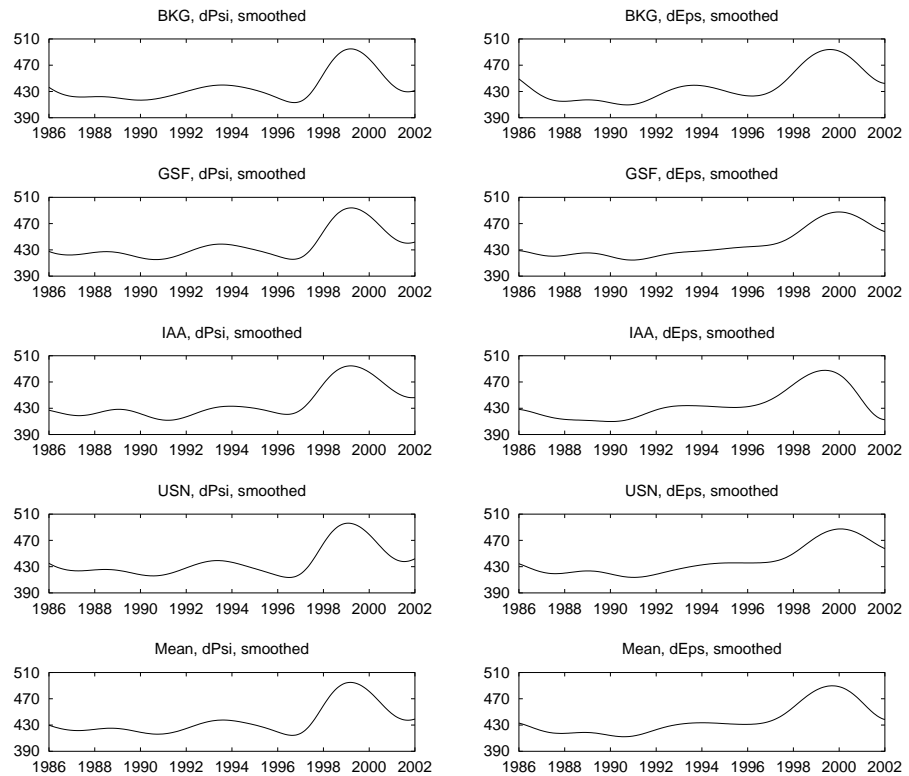 BKG, dPsi, smoothed
510
470
430
390
1986 1988 1990 1992 1994 1996 1998 2000 2002
BKG, dEps, smoothed
510
470
430
390
1986 1988 1990 1992 1994 1996 1998 2000 2002
GSF, dPsi, smoothed
510
470
430
390
1986 1988 1990 1992 1994 1996 1998 2000 2002
GSF, dEps, smoothed
510
470
430
390
1986 1988 1990 1992 1994 1996 1998 2000 2002
IAA, dPsi, smoothed
510
470
430
390
1986 1988 1990 1992 1994 1996 1998 2000 2002
IAA, dEps, smoothed
510
470
430
390
1986 1988 1990 1992 1994 1996 1998 2000 2002
USN, dPsi, smoothed
510
470
430
390
1986 1988 1990 1992 1994 1996 1998 2000 2002
USN, dEps, smoothed
510
470
430
390
1986 1988 1990 1992 1994 1996 1998 2000 2002
Mean, dPsi, smoothed
510
470
430
390
1986 1988 1990 1992 1994 1996 1998 2000 2002
Mean, dEps, smoothed
510
470
430
390
1986 1988 1990 1992 1994 1996 1998 2000 2002